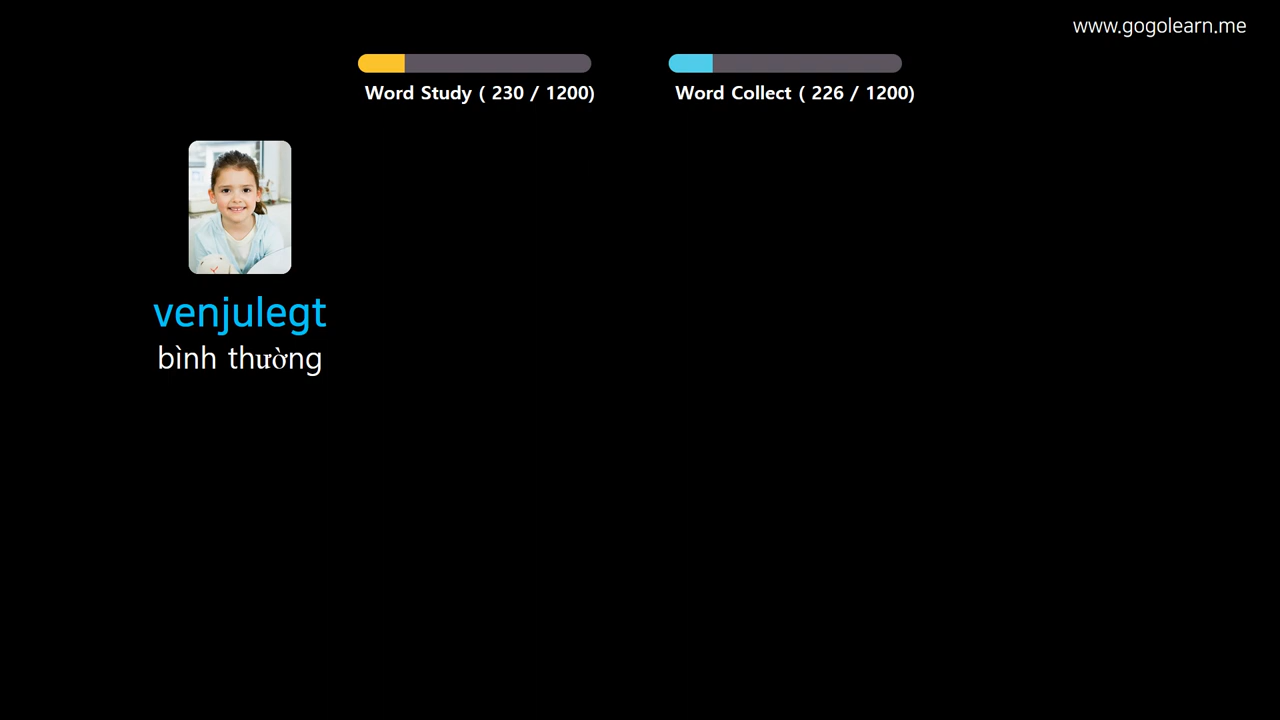 www.gogolearn.me
Word Study ( 230 / 1200)
Word Collect ( 226 / 1200)
venjulegt
bình thường